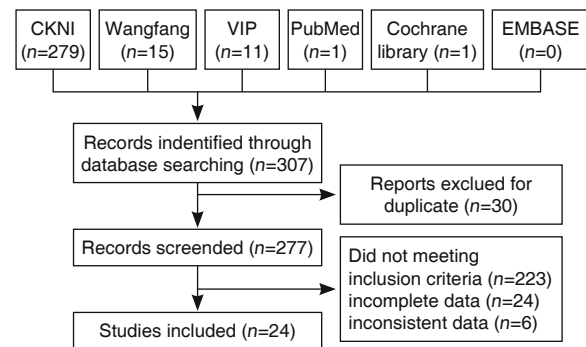 CKNI
(n=279)
Wangfang
(n=15)
VIP
(n=11)
PubMed
(n=1)
Cochrane
library (n=1)
EMBASE
(n=0)
Records indentified through
database searching (n=307)
Reports exclued for
duplicate (n=30)
Records screended (n=277)
Did not meeting
inclusion criteria (n=223)
incomplete data (n=24)
inconsistent data (n=6)
Studies included (n=24)